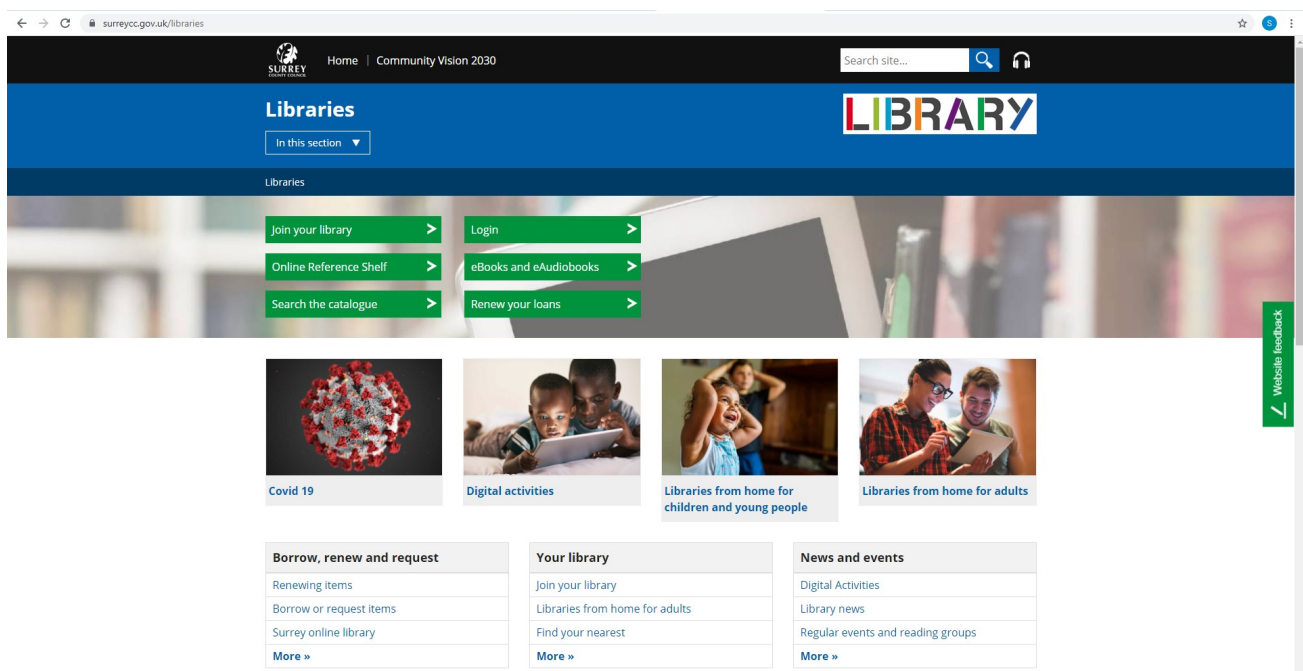 surreycc.gov.uk/libraries
S
SURREY
COUNTY COUNCIL
Home | Community Vision 2030
Search site...
Libraries
LIBRARY
In this section ▼
Libraries
Join your library
Login
Online Reference Shelf
eBooks and eAudiobooks
Search the catalogue
Renew your loans
Website feedback
Covid 19
Digital activities
Libraries from home for
children and young people
Libraries from home for adults
Borrow, renew and request
Renewing items
Borrow or request items
Surrey online library
More »
Your library
Join your library
Libraries from home for adults
Find your nearest
More »
News and events
Digital Activities
Library news
Regular events and reading groups
More »